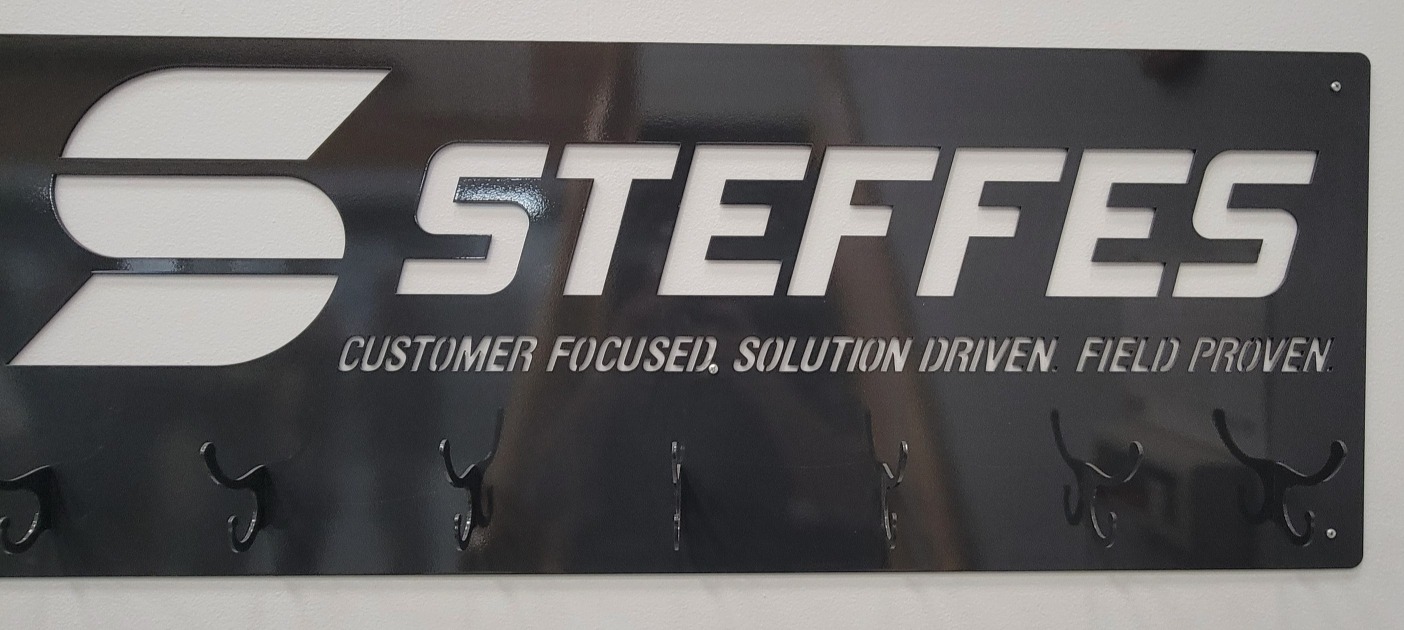 STEFFES
CUSTOMER FOCUSED. SOLUTION DRIVEN. FIELD PROVEN.